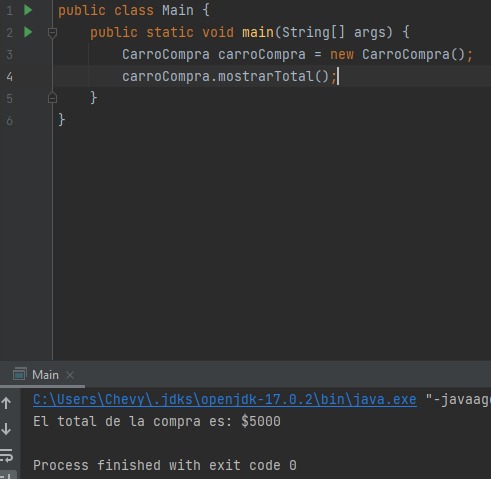 1 public class Main {
2 public static void main(String[] args) {
3 CarroCompra carroCompra = new CarroCompra();
4 carroCompra.mostrarTotal();
5 }
6 }
Main
C:\Users\Chevy\.jdks\openjdk-17.0.2\bin\java.exe "-javaage
El total de la compra es: $5000
Process finished with exit code 0